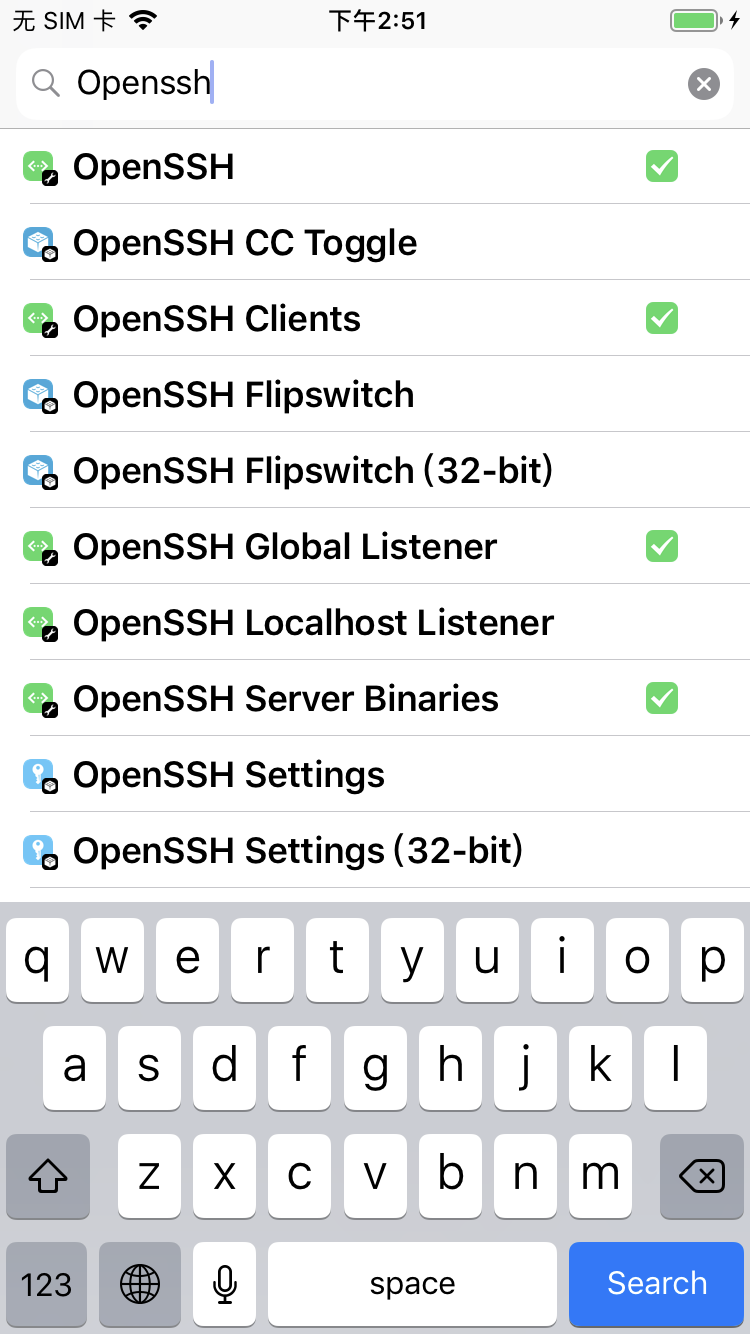 无 SIM 卡 下午2:51
Openssh
OpenSSH
OpenSSH CC Toggle
OpenSSH Clients
OpenSSH Flipswitch
OpenSSH Flipswitch (32-bit)
OpenSSH Global Listener
OpenSSH Localhost Listener
OpenSSH Server Binaries
OpenSSH Settings
OpenSSH Settings (32-bit)
q w e r t y u i o p
a s d f g h j k l
z x c v b n m
123 space Search